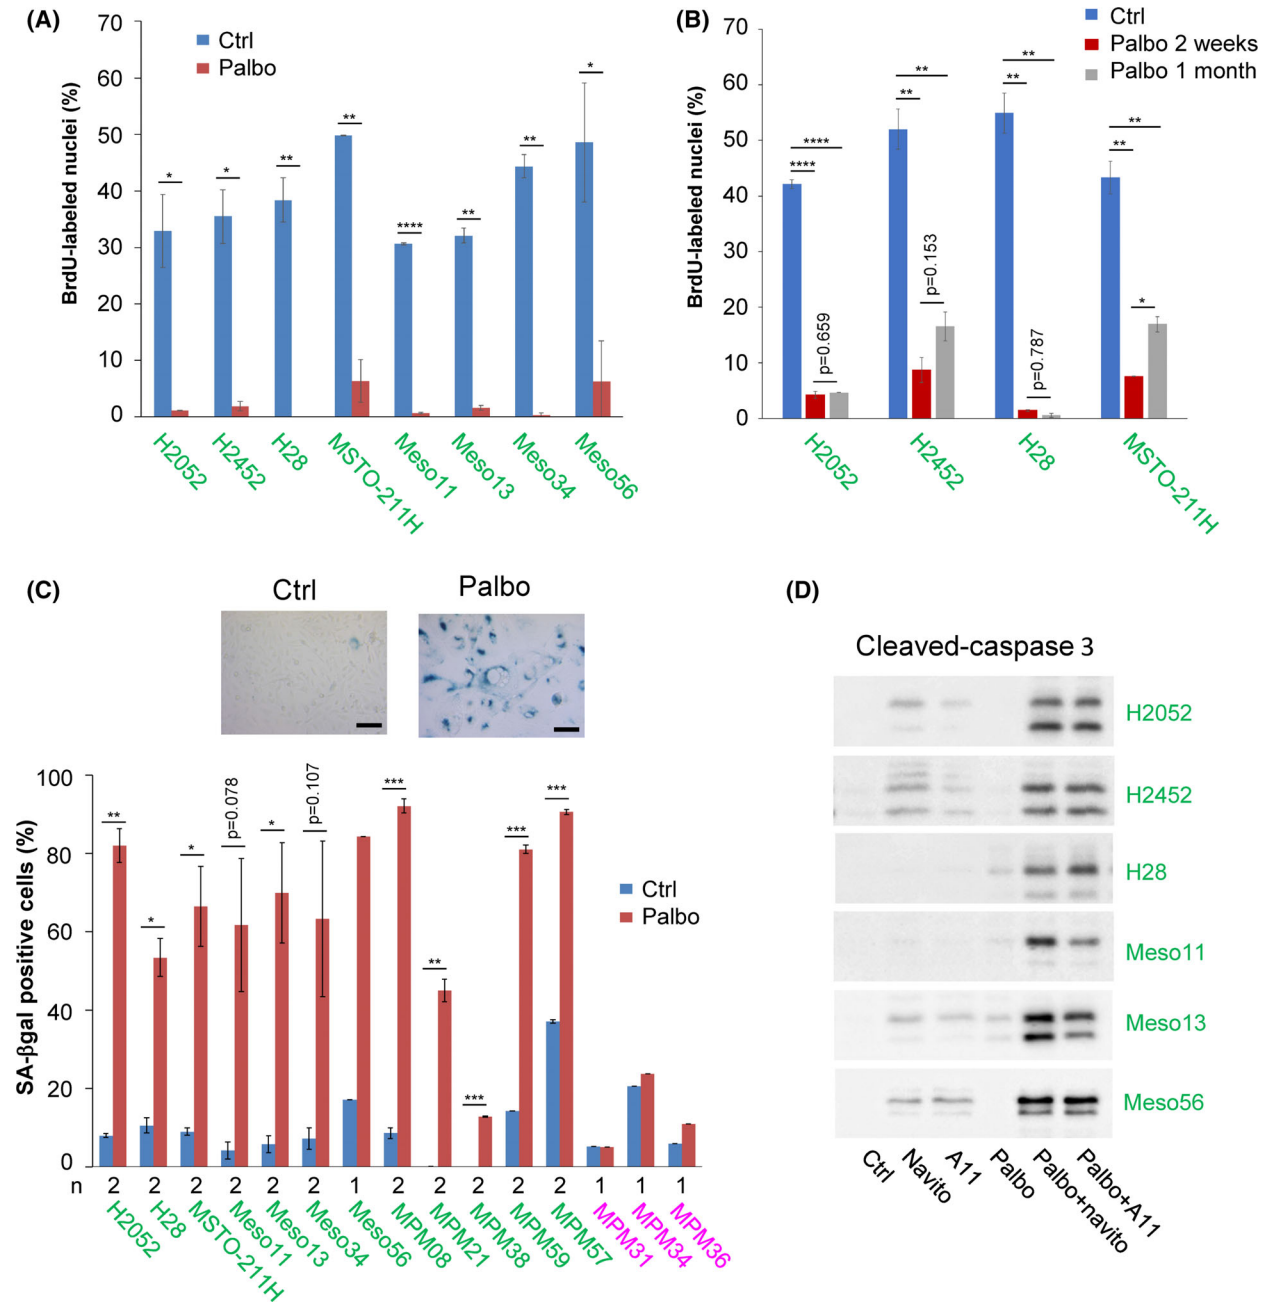 (A)
BrdU-labeled nuclei (%)
70
60
50
40
30
20
10
0
Ctrl
Palbo
*
*
**
**
****
**
**
*
H2052
H2452
H28
MSTO-211H
Meso11
Meso13
Meso34
Meso56
(B)
BrdU-labeled nuclei (%)
70
60
50
40
30
20
10
0
Ctrl
Palbo 2 weeks
Palbo 1 month
****
****
p=0.659
**
**
p=0.153
**
**
p=0.787
**
**
*
H2052
H2452
H28
MSTO-211H
(C)
Ctrl
Palbo
SA-βgal positive cells (%)
100
80
60
40
20
0
Ctrl
Palbo
**
*
*
p=0.078
*
p=0.107
***
**
***
***
***
n 2 2 2 2 2 2 1 2 2 2 2 2 1 1 1
H2052
H28
MSTO-211H
Meso11
Meso13
Meso34
Meso56
MPM08
MPM21
MPM38
MPM59
MPM57
MPM31
MPM34
MPM36
(D)
Cleaved-caspase 3
H2052
H2452
H28
Meso11
Meso13
Meso56
Ctrl
Navito
A11
Palbo
Palbo+navito
Palbo+A11